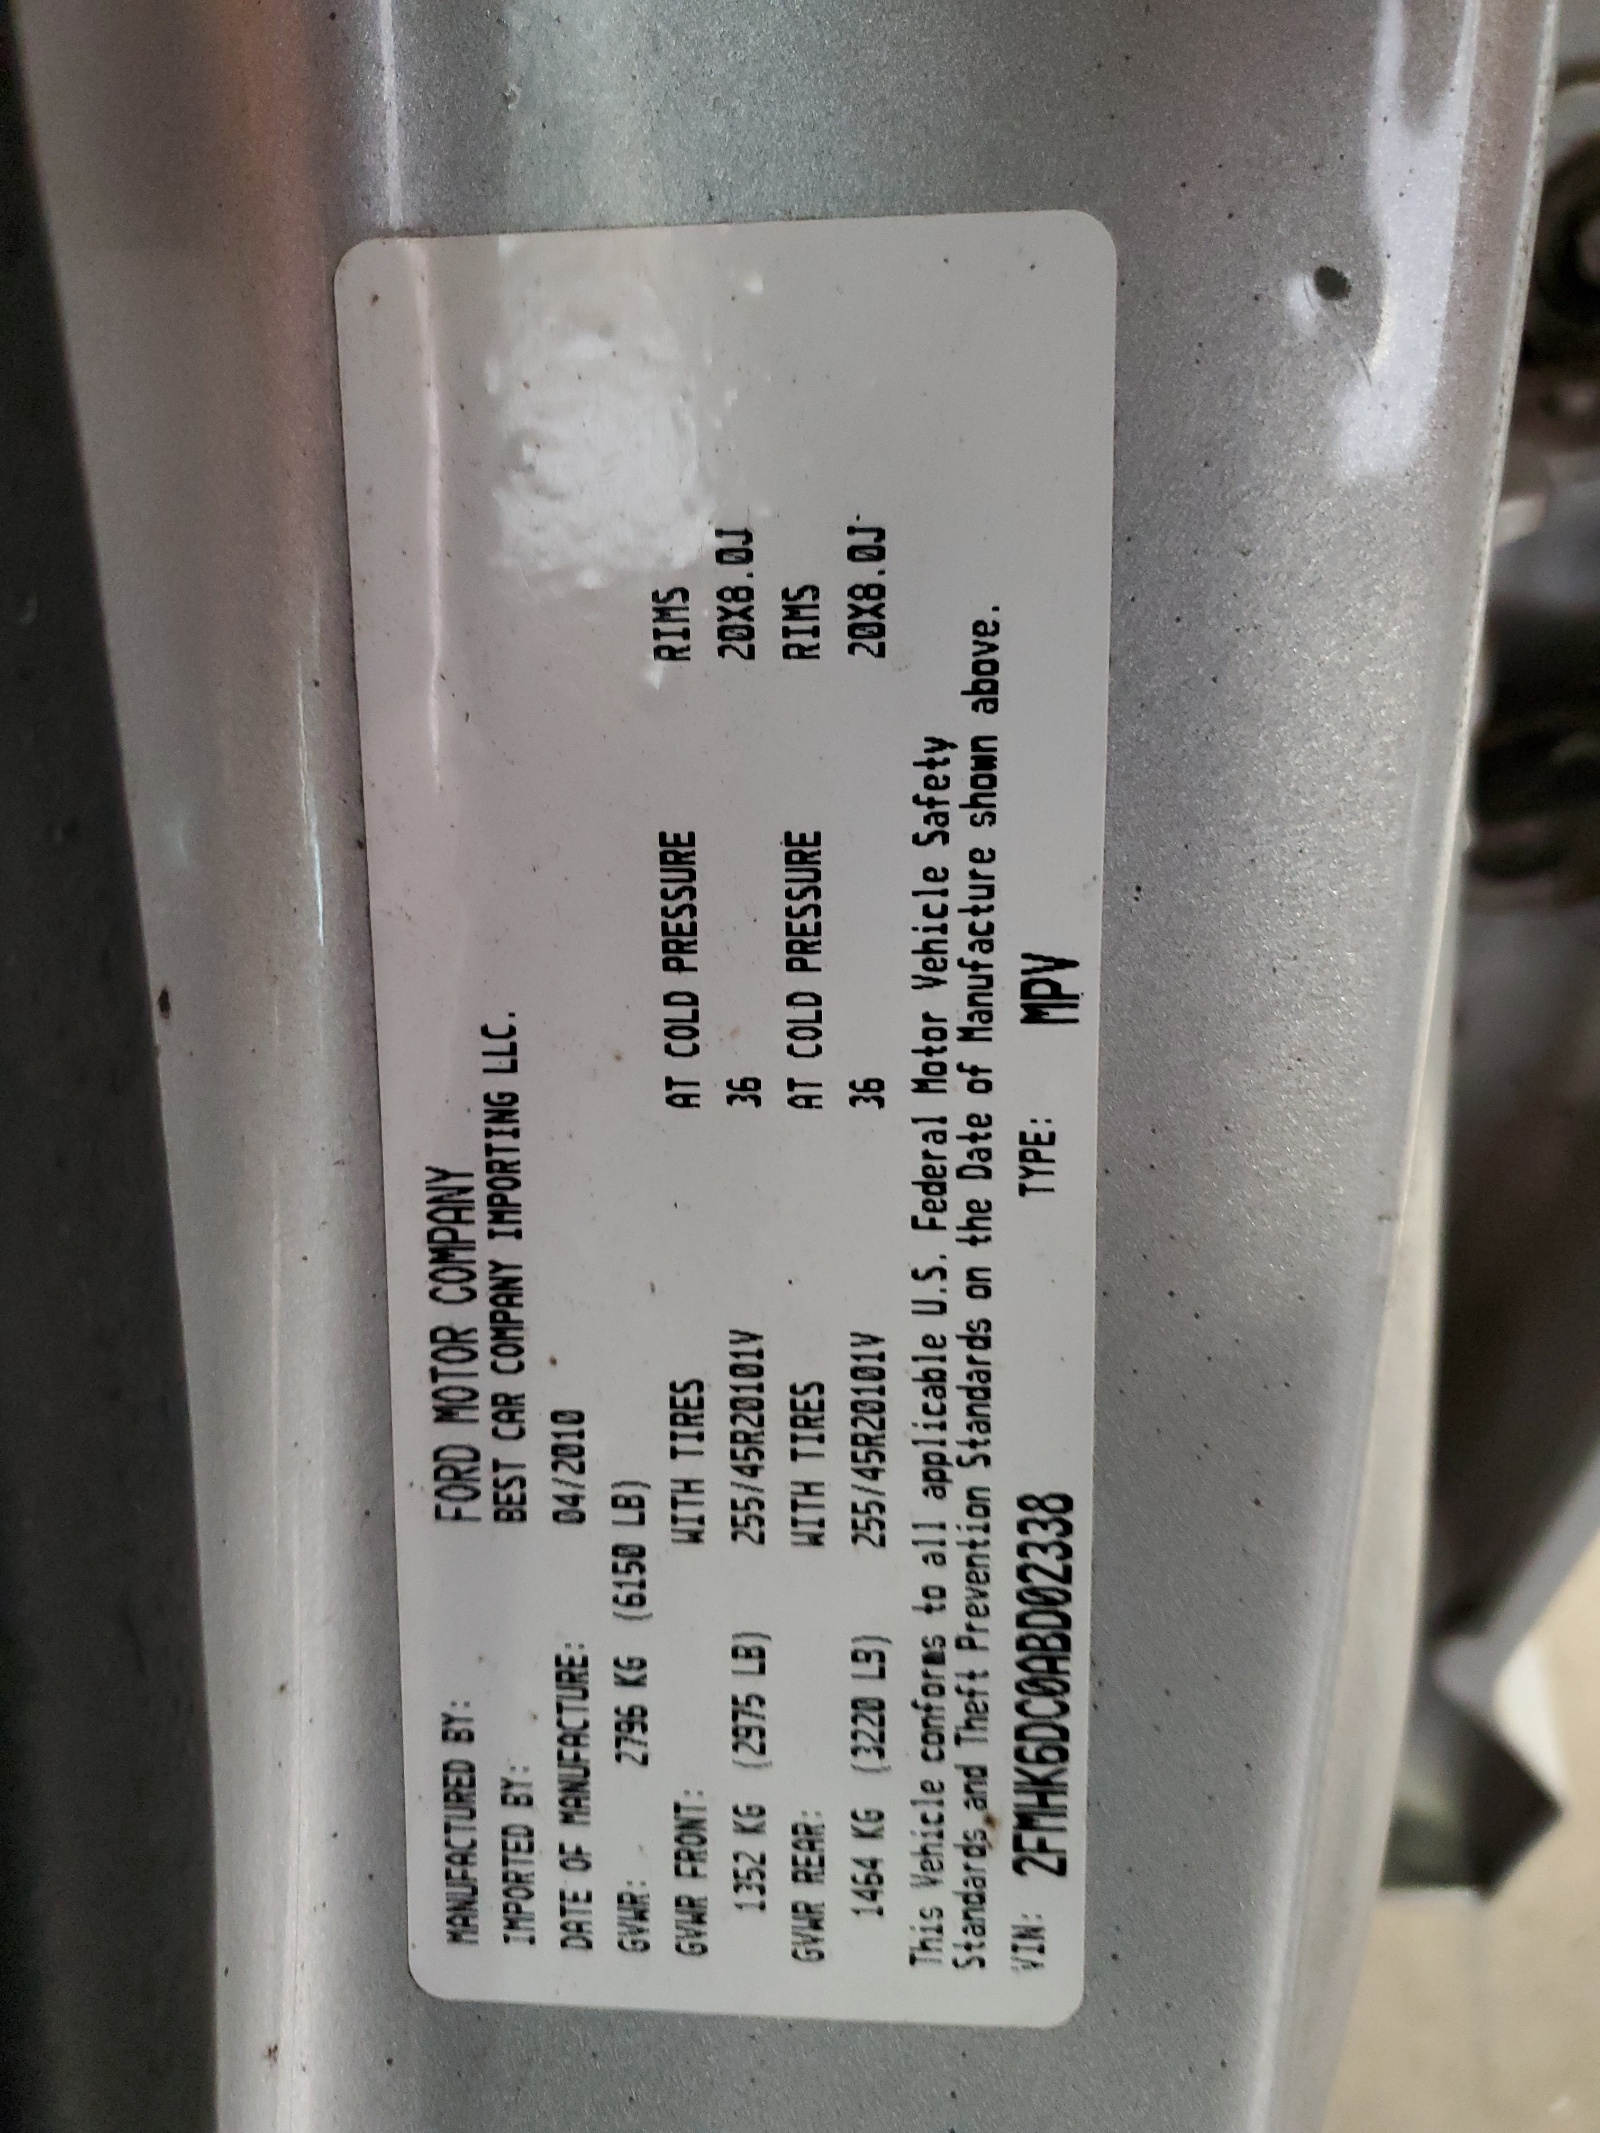 MANUFACTURED BY: FORD MOTOR COMPANY
IMPORTED BY: BEST CAR COMPANY IMPORTING LLC.
DATE OF MANUFACTURE: 04/2010
GVWR: 2796 KG (6150 LB)
GVWR FRONT: WITH TIRES AT COLD PRESSURE RIMS
1352 KG (2975 LB) 255/45R20101V 36 20X8.0J
GVWR REAR: WITH TIRES AT COLD PRESSURE RIMS
1464 KG (3220 LB) 255/45R20101V 36 20X8.0J
This Vehicle conforms to all applicable U.S. Federal Motor Vehicle Safety
Standards and Theft Prevention Standards on the Date of Manufacture shown above.
VIN: 2FMHK6DC0ABD02338 TYPE: MPV